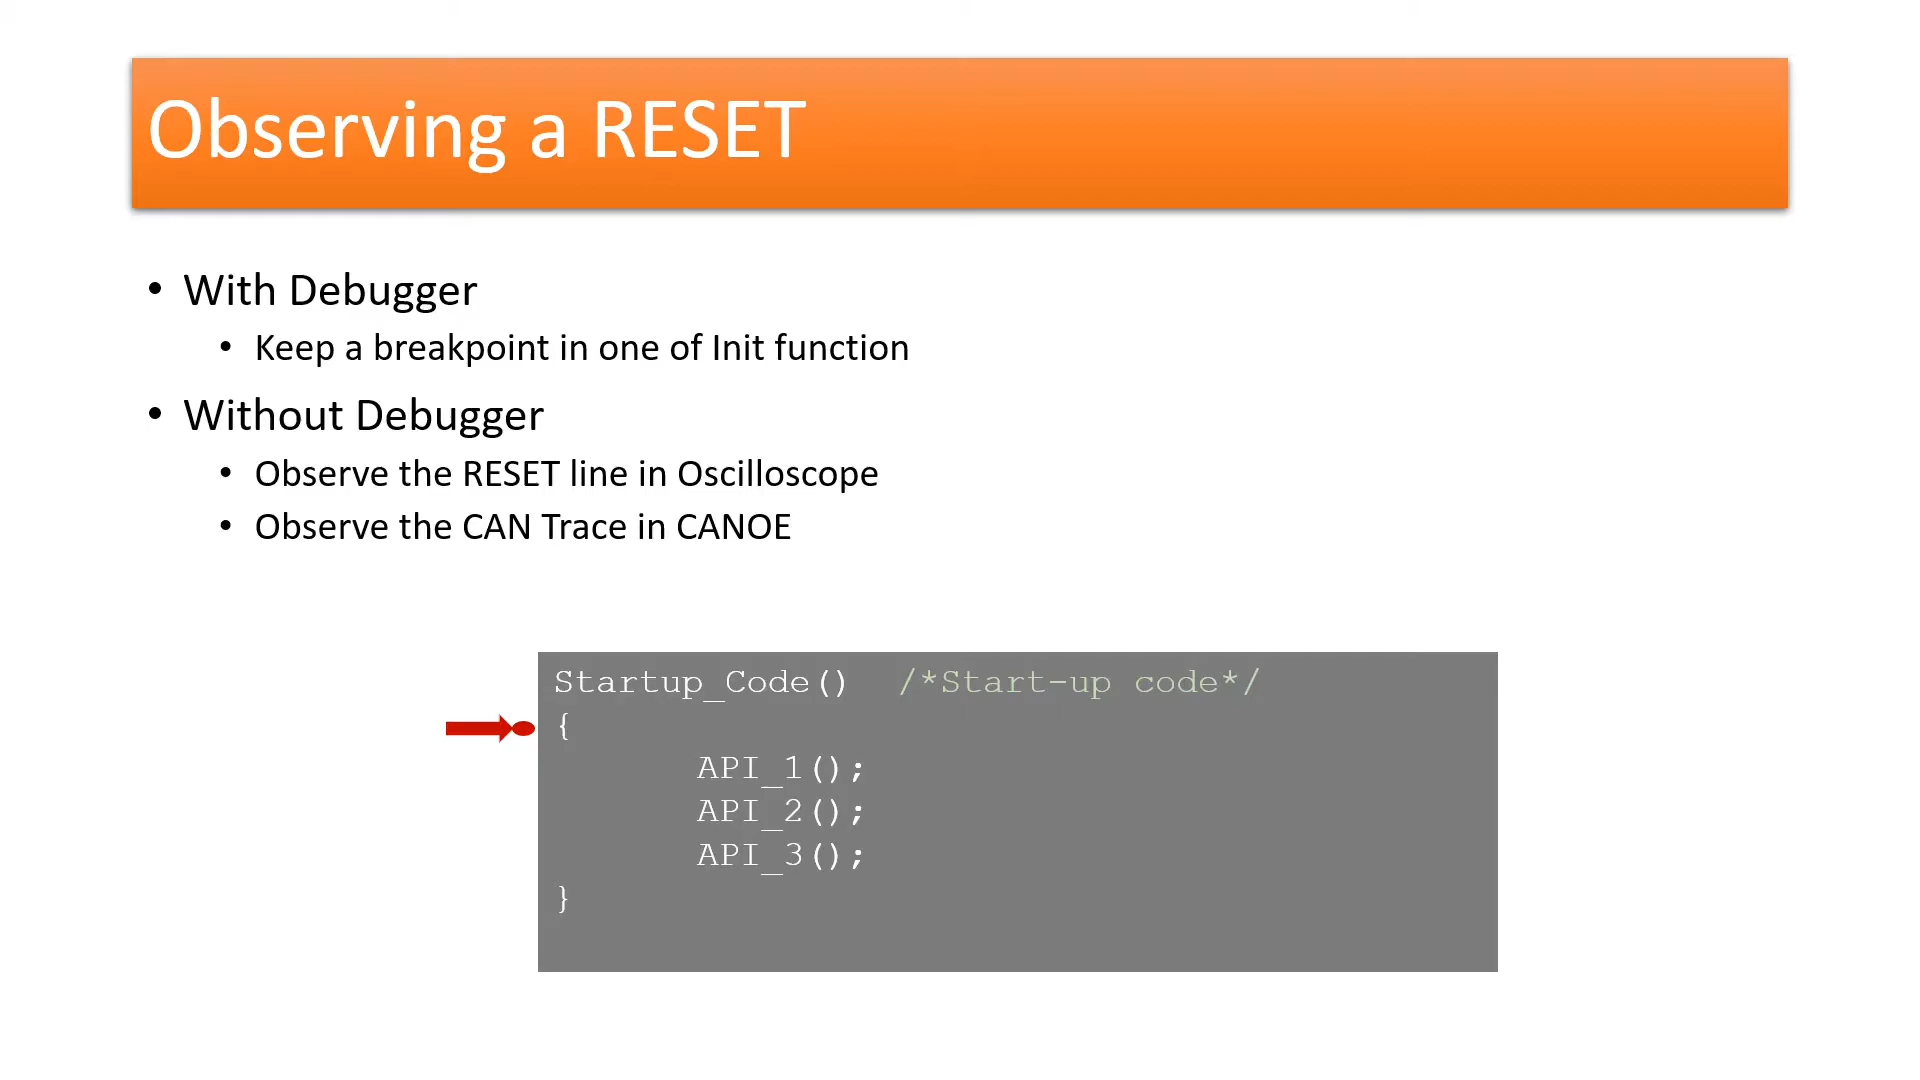 Observing a RESET
• With Debugger
• Keep a breakpoint in one of Init function
• Without Debugger
• Observe the RESET line in Oscilloscope
• Observe the CAN Trace in CANOE
Startup_Code() /*Start-up code*/
{
API_1();
API_2();
API_3();
}